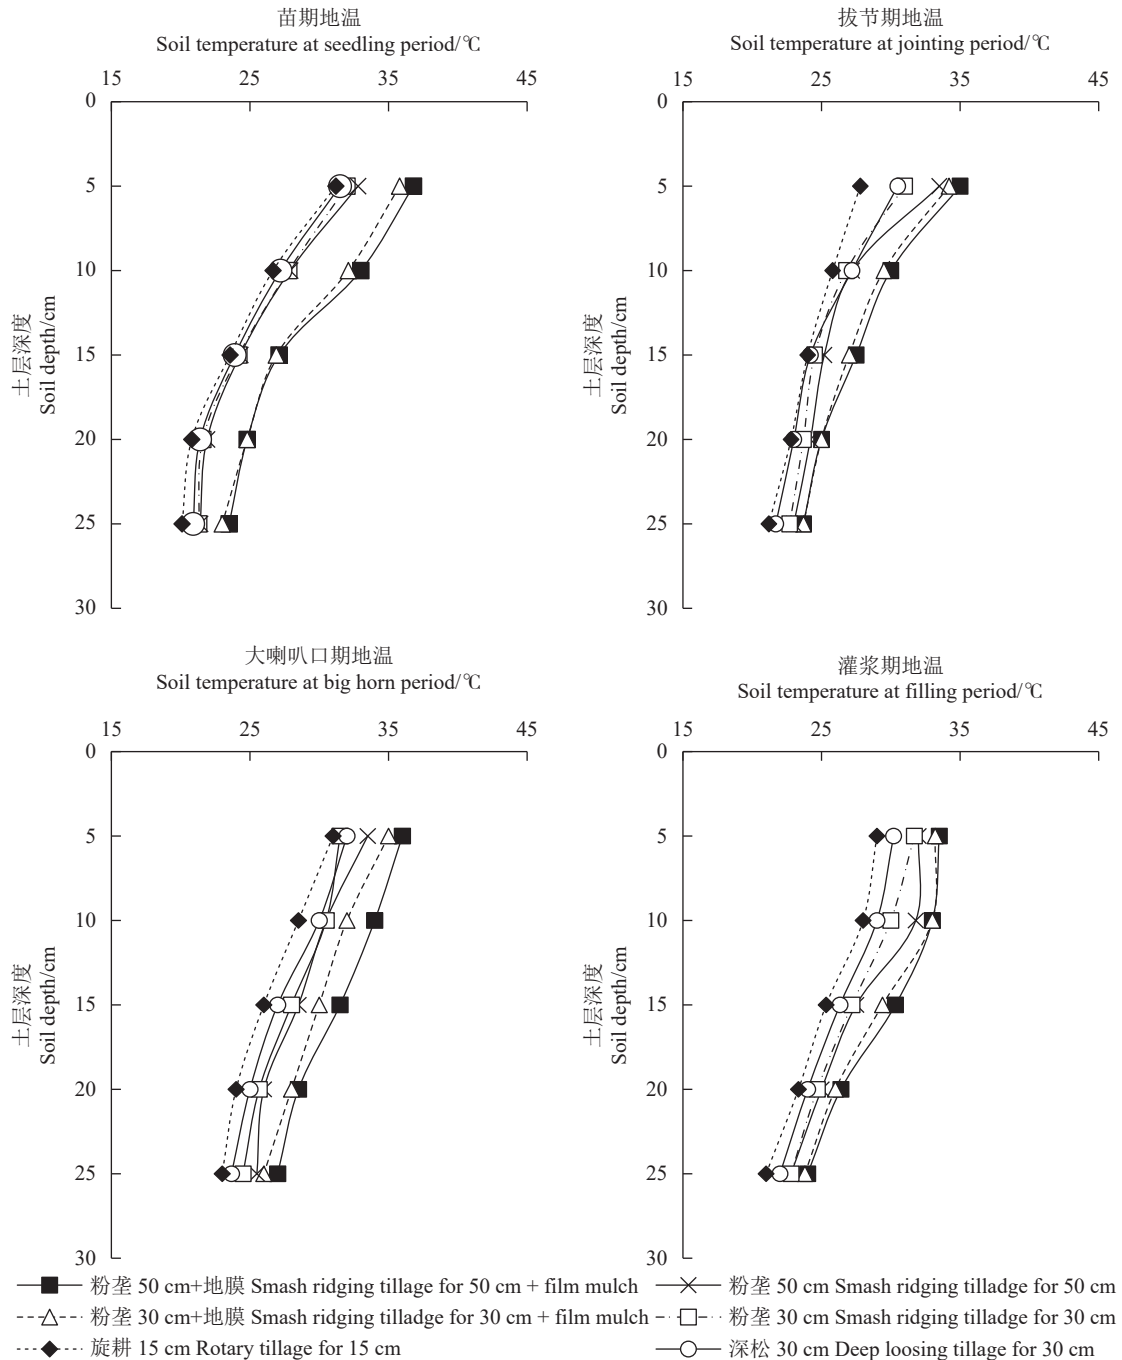 苗期地温
Soil temperature at seedling period/℃
15 25 35 45
0
5
10
15
20
25
30
土层深度
Soil depth/cm
拔节期地温
Soil temperature at jointing period/℃
15 25 35 45
0
5
10
15
20
25
30
土层深度
Soil depth/cm
大喇叭口期地温
Soil temperature at big horn period/℃
15 25 35 45
0
5
10
15
20
25
30
土层深度
Soil depth/cm
灌浆期地温
Soil temperature at filling period/℃
15 25 35 45
0
5
10
15
20
25
30
土层深度
Soil depth/cm
粉垄 50 cm+地膜 Smash ridging tillage for 50 cm + film mulch
粉垄 50 cm Smash ridging tilladge for 50 cm
粉垄 30 cm+地膜 Smash ridging tilladge for 30 cm + film mulch
粉垄 30 cm Smash ridging tilladge for 30 cm
旋耕 15 cm Rotary tillage for 15 cm
深松 30 cm Deep loosing tillage for 30 cm